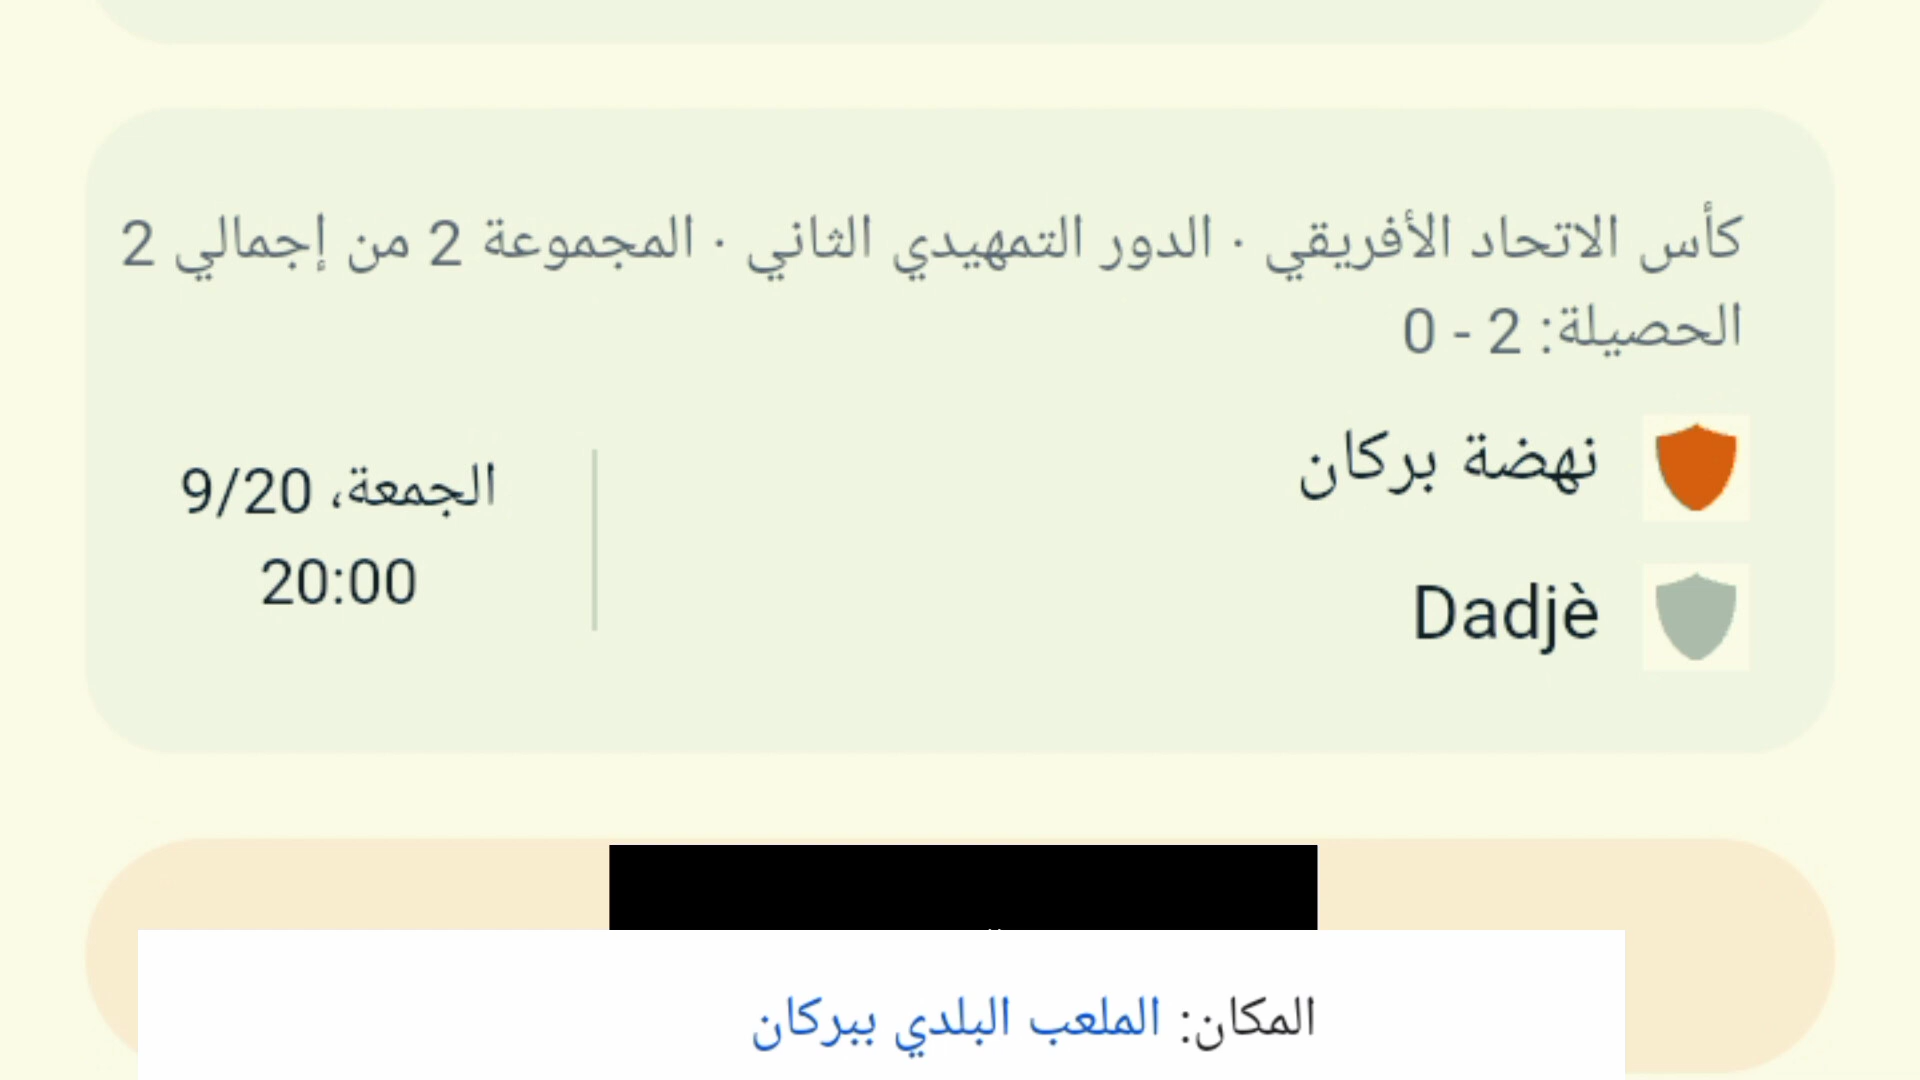 كأس الاتحاد الأفريقي · الدور التمهيدي الثاني · المجموعة 2 من إجمالي 2
الحصيلة: 2 - 0
نهضة بركان
Dadjè
الجمعة، 9/20
20:00
المكان: الملعب البلدي ببركان